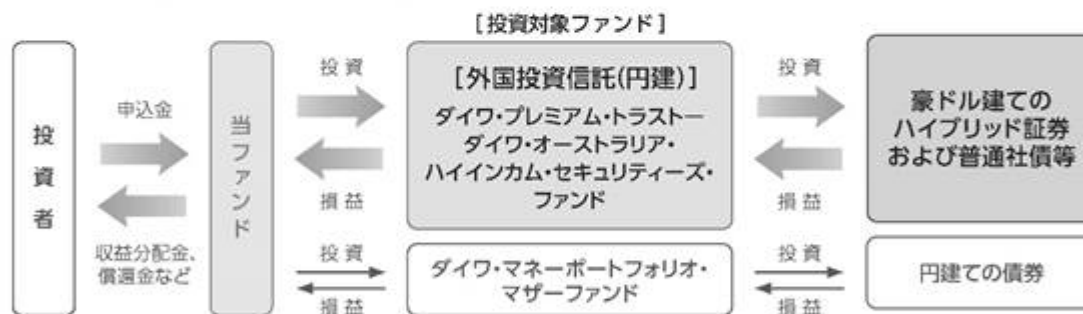 [投資対象ファンド]
投資者
申込金
収益分配金、
償還金など
当ファンド
投資
損益
投資
損益
[外国投資信託(円建)]
ダイワ・プレミアム・トラスト―
ダイワ・オーストラリア・
ハイインカム・セキュリティーズ・
ファンド
ダイワ・マネーポートフォリオ・
マザーファンド
投資
損益
投資
損益
豪ドル建ての
ハイブリッド証券
および普通社債等
円建ての債券